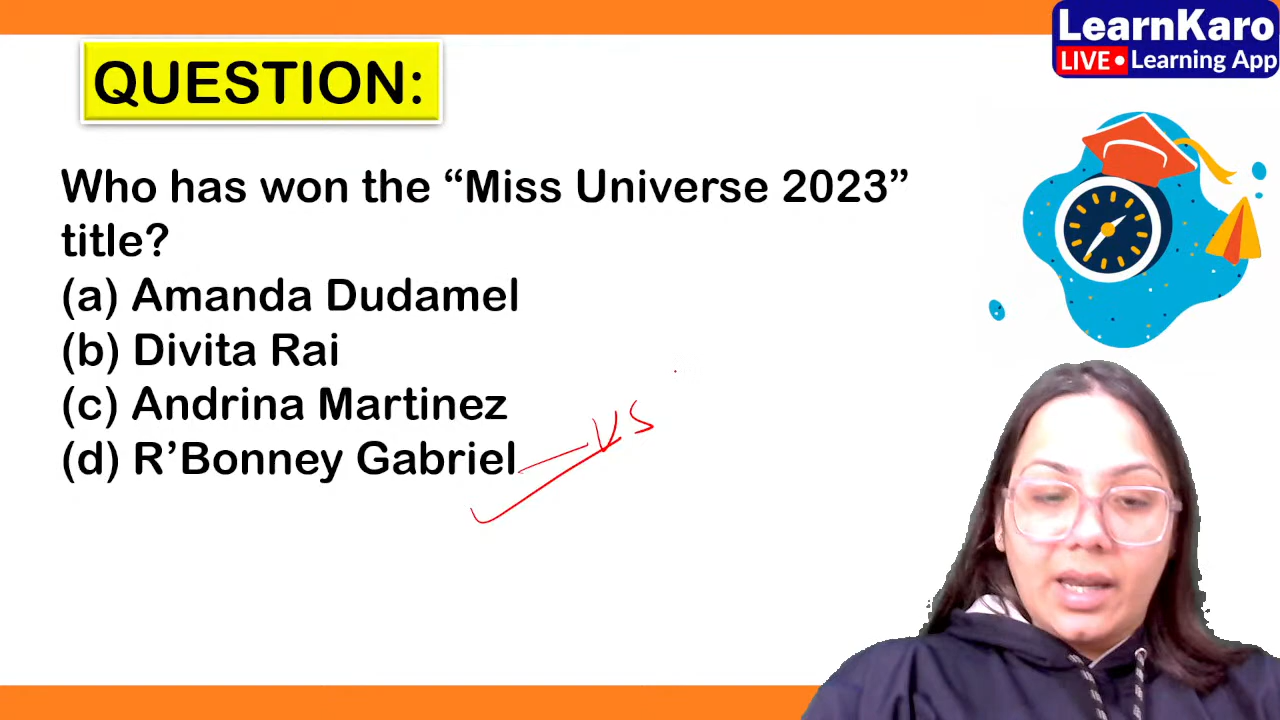 LearnKaro
LIVE • Learning App
QUESTION:
Who has won the “Miss Universe 2023”
title?
(a) Amanda Dudamel
(b) Divita Rai
(c) Andrina Martinez
(d) R’Bonney Gabriel
US